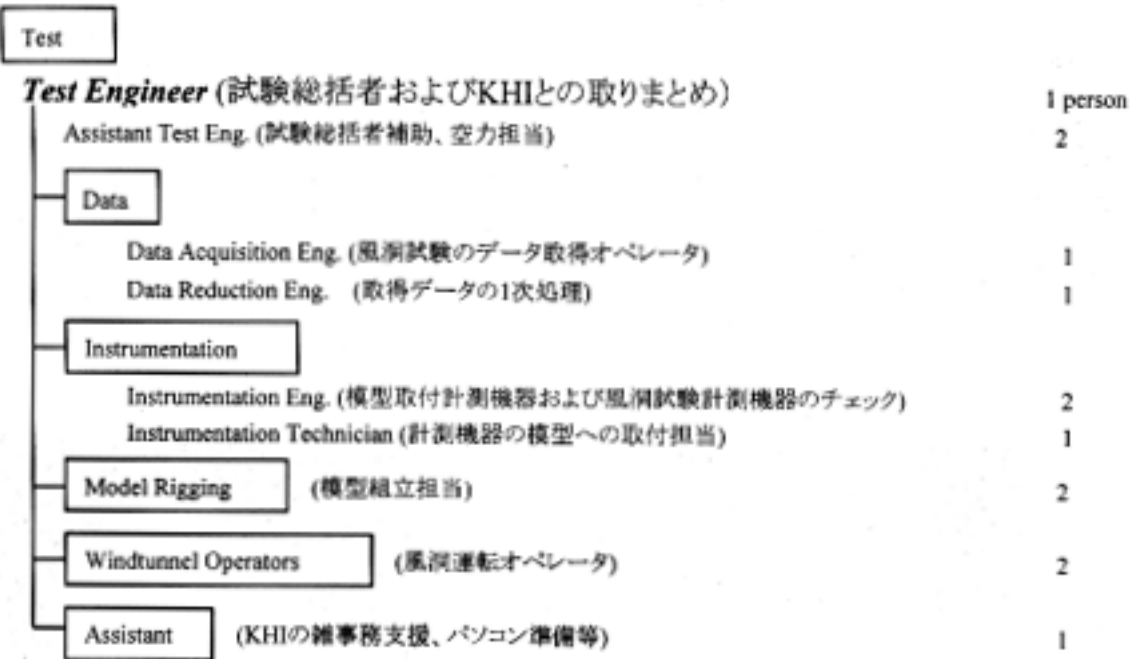 Test
Test Engineer (試験総括者およびKHIとの取りまとめ) 1 person
Assistant Test Eng. (試験総括者補助、空力担当) 2
Data
Data Acquisition Eng. (風洞試験のデータ取得オペレータ) 1
Data Reduction Eng. (取得データの1次処理) 1
Instrumentation
Instrumentation Eng. (模型取付計測機器および風洞試験計測機器のチェック) 2
Instrumentation Technician (計測機器の模型への取付担当) 1
Model Rigging (模型組立担当) 2
Windtunnel Operators (風洞運転オペレータ) 2
Assistant (KHIの雑事務支援、パソコン準備等) 1